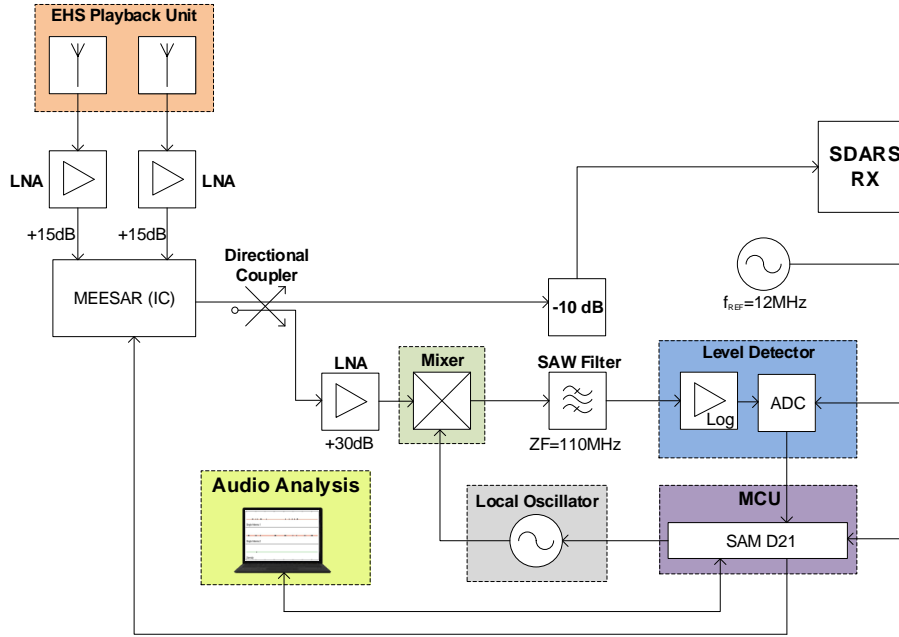 EHS Playback Unit
LNA
LNA
+15dB
+15dB
MEESAR (IC)
Directional
Coupler
-10 dB
SDARS
RX
fREF=12MHz
LNA
+30dB
Mixer
SAW Filter
ZF=110MHz
Level Detector
Log
ADC
Audio Analysis
Local Oscillator
MCU
SAM D21